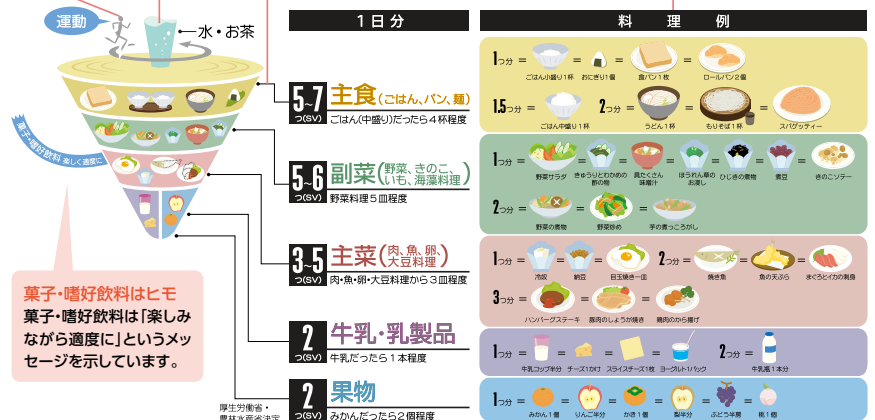 運動
水・お茶
菓子・嗜好飲料 楽しく適度に
菓子・嗜好飲料はヒモ
菓子・嗜好飲料は「楽しみ
ながら適度に」というメッ
セージを示しています。
厚生労働省・
農林水産省決定
1日分
5~7
つ(SV)
主食(ごはん、パン、麺)
ごはん(中盛り)だったら4杯程度
5~6
つ(SV)
副菜(野菜、きのこ、
いも、海藻料理)
野菜料理5皿程度
3~5
つ(SV)
主菜(肉、魚、卵、
大豆料理)
肉・魚・卵・大豆料理から3皿程度
2
つ(SV)
牛乳・乳製品
牛乳だったら1本程度
2
つ(SV)
果物
みかんだったら2個程度
料理例
1つ分 = ごはん小盛り1杯 = おにぎり1個 = 食パン1枚 = ロールパン2個
1.5つ分 = ごはん中盛り1杯 2つ分 = うどん1杯 = もりそば1杯 = スパゲッティー
1つ分 = 野菜サラダ = きゅうりとわかめの
酢の物 = 具たくさん
味噌汁 = ほうれん草の
お浸し = ひじきの煮物 = 煮豆 = きのこソテー
2つ分 = 野菜の煮物 = 野菜炒め = 芋の煮っころがし
1つ分 = 冷奴 = 納豆 = 目玉焼き一皿 2つ分 = 焼き魚 = 魚の天ぷら = まぐろとイカの刺身
3つ分 = ハンバーグステーキ = 豚肉のしょうが焼き = 鶏肉のから揚げ
1つ分 = 牛乳コップ半分 = チーズ1かけ = スライスチーズ1枚 = ヨーグルト1パック 2つ分 = 牛乳瓶1本分
1つ分 = みかん1個 = りんご半分 = かき1個 = 梨半分 = ぶどう半房 = 桃1個